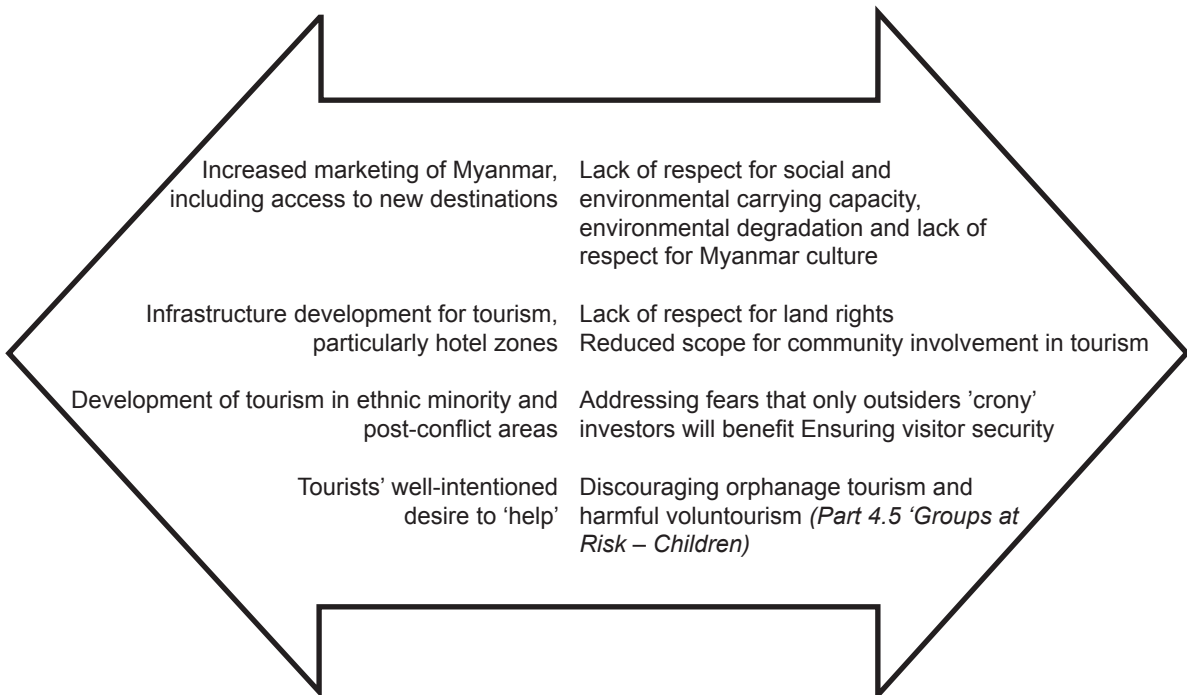 Increased marketing of Myanmar,
including access to new destinations
Lack of respect for social and
environmental carrying capacity,
environmental degradation and lack of
respect for Myanmar culture
Infrastructure development for tourism,
particularly hotel zones
Lack of respect for land rights
Reduced scope for community involvement in tourism
Development of tourism in ethnic minority and
post-conflict areas
Addressing fears that only outsiders ’crony’
investors will benefit Ensuring visitor security
Tourists’ well-intentioned
desire to ‘help’
Discouraging orphanage tourism and
harmful voluntourism (Part 4.5 ‘Groups at
Risk – Children)